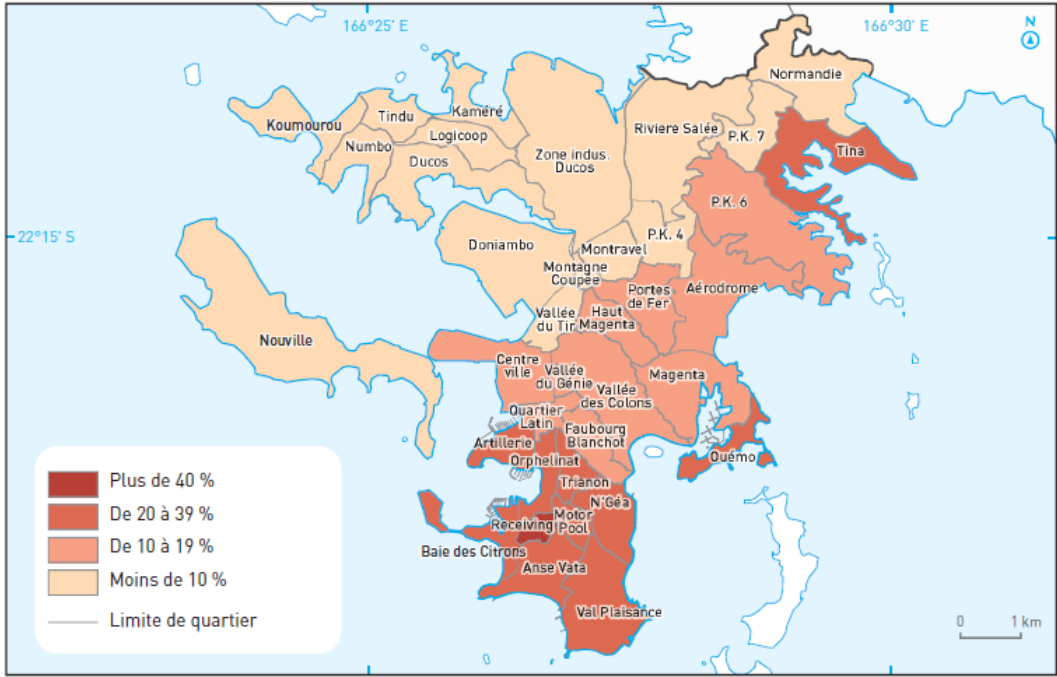 166°25' E
166°30' E
N
Normandie
Kaméré
Tindu
Koumourou
Logicoop
Riviere Salée
P.K. 7
Numbo
Ducos
Zone indus.
Ducos
Tina
P.K. 6
22°15' S
Doniambo
Montravel
P.K. 4
Montagne
Coupée
Portes
de Fer
Aérodrome
Vallée
du Tir
Haut
Magenta
Nouville
Centre
ville
Vallée
du Génie
Magenta
Vallée
des Colons
Quartier
Latin
Faubourg
Blanchot
Artillerie
Orphelinat
Ouémo
Trianon
N'Géa
Receiving
Motor
Pool
Baie des Citrons
Anse Vata
Val Plaisance
Plus de 40 %
De 20 à 39 %
De 10 à 19 %
Moins de 10 %
Limite de quartier
0 1 km